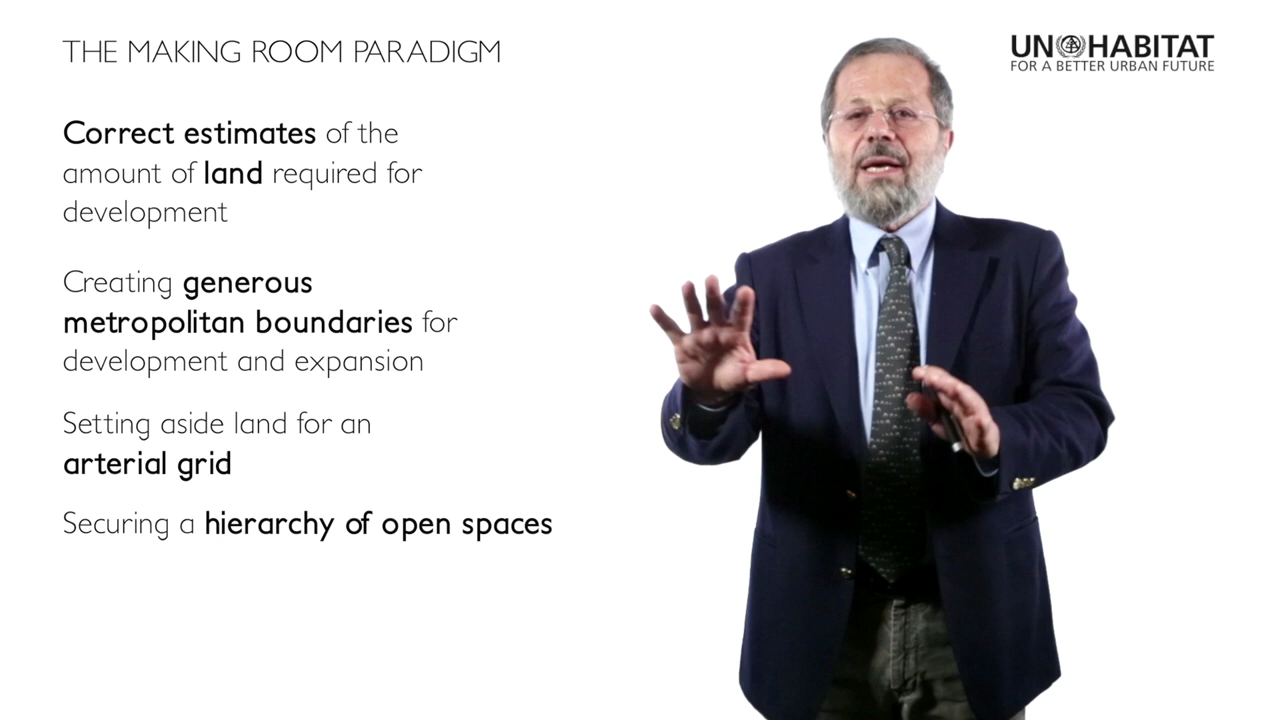 THE MAKING ROOM PARADIGM
UN HABITAT
FOR A BETTER URBAN FUTURE
Correct estimates of the
amount of land required for
development
Creating generous
metropolitan boundaries for
development and expansion
Setting aside land for an
arterial grid
Securing a hierarchy of open spaces